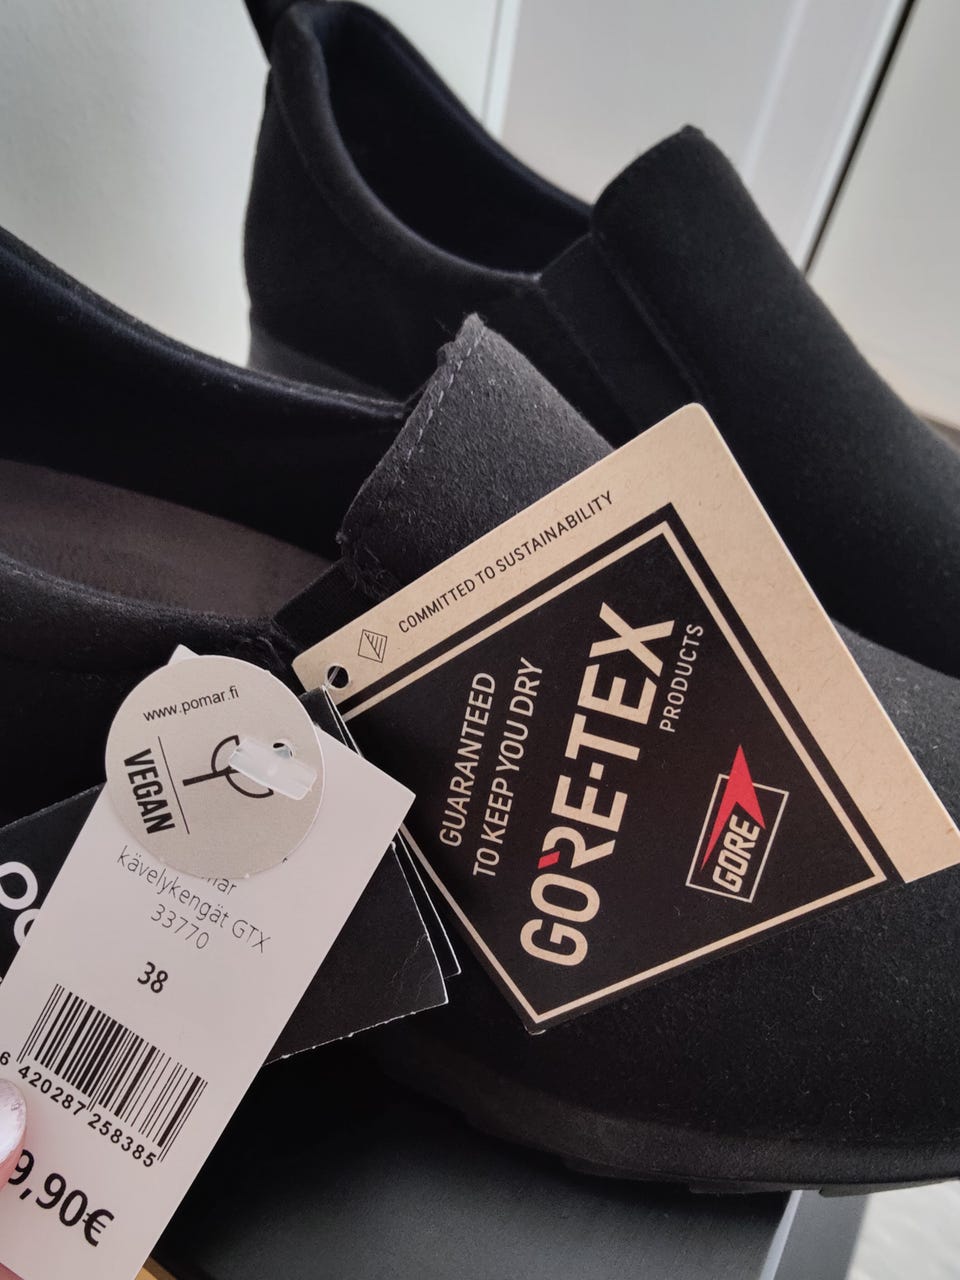 COMMITTED TO SUSTAINABILITY
GUARANTEED
TO KEEP YOU DRY
GORE-TEX
PRODUCTS
GORE
www.pomar.fi
VEGAN
kävelykengät GTX
33770
38
6 420287 258385
9,90€